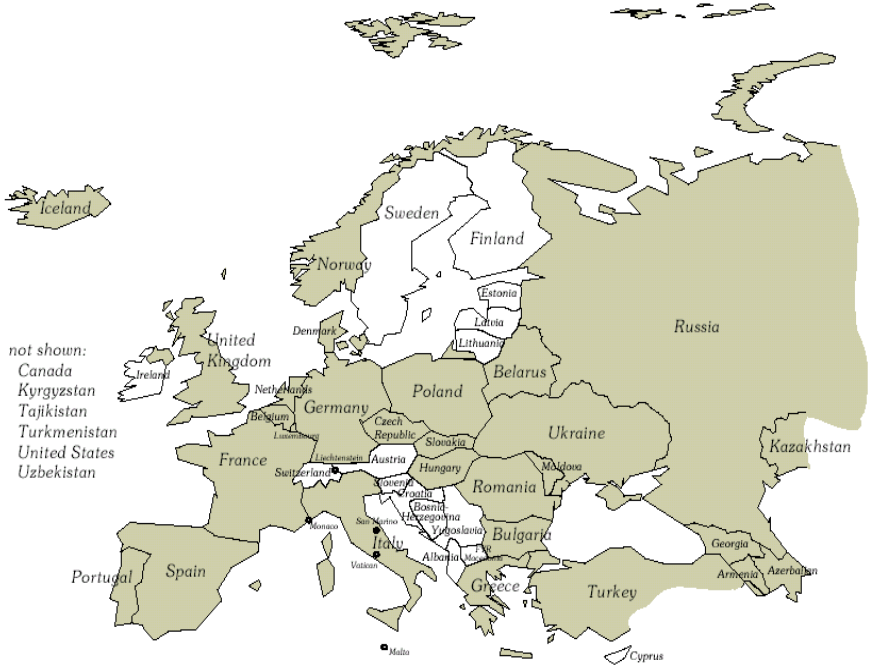 Iceland
Sweden
Finland
Norway
Estonia
Latvia
Lithuania
Denmark
Russia
United
Kingdom
Ireland
not shown:
Canada
Kyrgyzstan
Tajikistan
Turkmenistan
United States
Uzbekistan
Netherlands
Belgium
Luxembourg
Germany
Poland
Belarus
Czech
Republic
Slovakia
Ukraine
Kazakhstan
France
Liechtenstein
Switzerland
Austria
Hungary
Moldova
Romania
Slovenia
Croatia
Bosnia-
Herzegovina
Yugoslavia
Monaco
San Marino
Italy
Vatican
Albania
FYR
Macedonia
Bulgaria
Georgia
Armenia
Azerbaijan
Portugal
Spain
Greece
Turkey
Malta
Cyprus